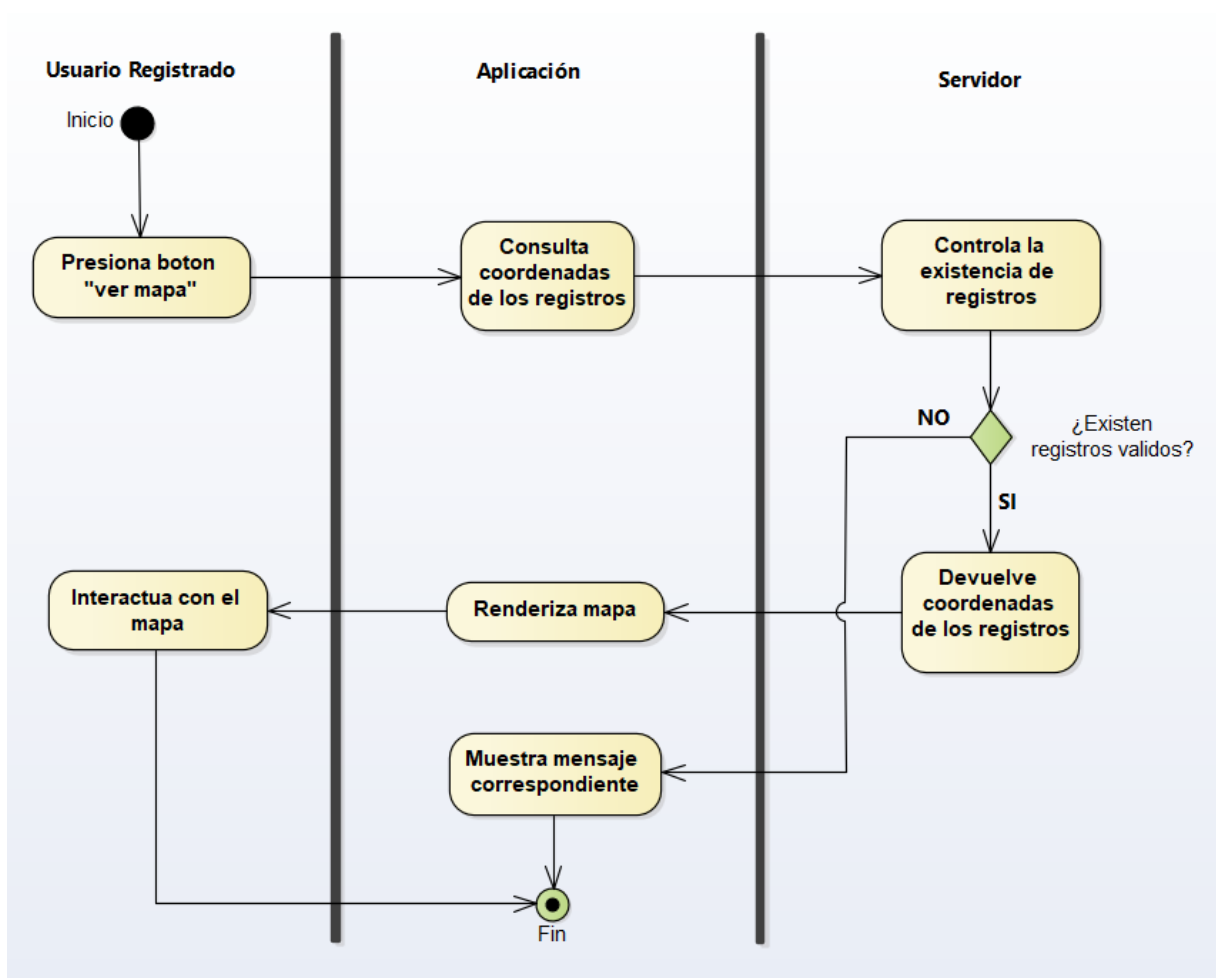 Usuario Registrado
Aplicación
Servidor
Inicio
Presiona boton
"ver mapa"
Consulta
coordenadas
de los registros
Controla la
existencia de
registros
NO
¿Existen
registros validos?
SI
Devuelve
coordenadas
de los registros
Renderiza mapa
Interactua con el
mapa
Muestra mensaje
correspondiente
Fin